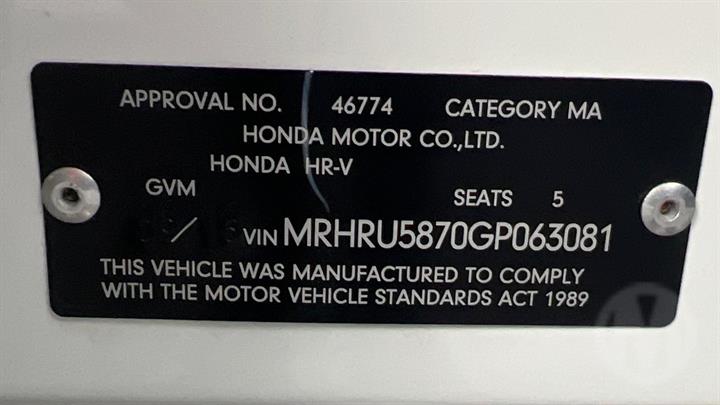 APPROVAL NO. 46774 CATEGORY MA
HONDA MOTOR CO.,LTD.
HONDA HR-V
GVM SEATS 5
/16 VIN MRHRU5870GP063081
THIS VEHICLE WAS MANUFACTURED TO COMPLY
WITH THE MOTOR VEHICLE STANDARDS ACT 1989